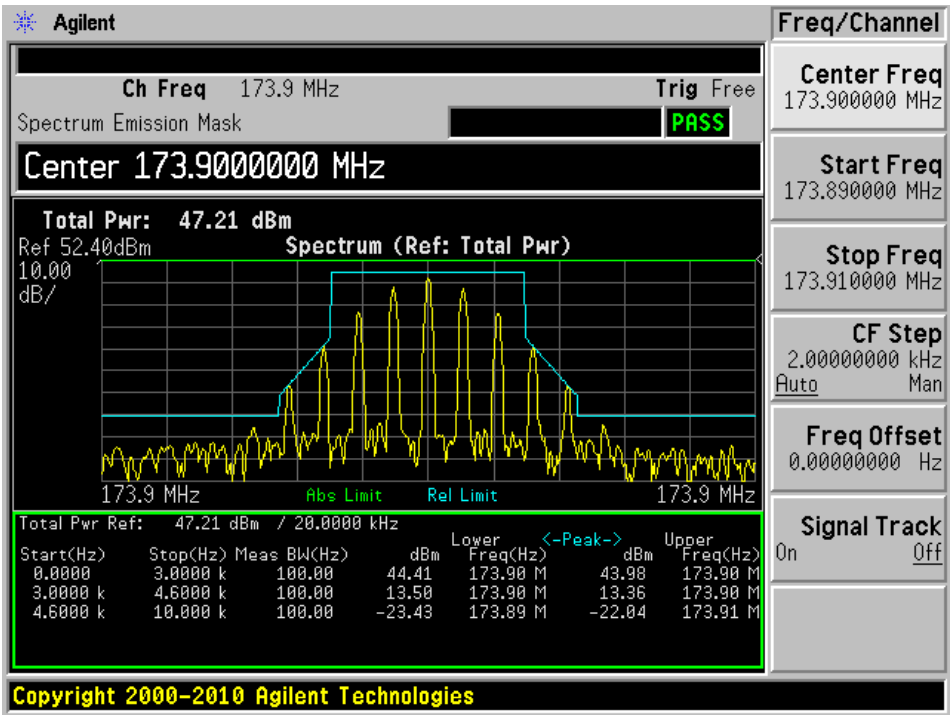 Agilent
Freq/Channel
Ch Freq 173.9 MHz Trig Free
Spectrum Emission Mask PASS
Center 173.9000000 MHz
Total Pwr: 47.21 dBm
Ref 52.40dBm Spectrum (Ref: Total Pwr)
10.00
dB/
173.9 MHz Abs Limit Rel Limit 173.9 MHz
Total Pwr Ref: 47.21 dBm / 20.0000 kHz
Lower <-Peak-> Upper
Start(Hz) Stop(Hz) Meas BW(Hz) dBm Freq(Hz) dBm Freq(Hz)
0.0000 3.0000 k 100.00 44.41 173.90 M 43.98 173.90 M
3.0000 k 4.6000 k 100.00 13.50 173.90 M 13.36 173.90 M
4.6000 k 10.000 k 100.00 -23.43 173.89 M -22.04 173.91 M
Copyright 2000-2010 Agilent Technologies
Center Freq
173.900000 MHz
Start Freq
173.890000 MHz
Stop Freq
173.910000 MHz
CF Step
2.00000000 kHz
Auto Man
Freq Offset
0.00000000 Hz
Signal Track
On Off